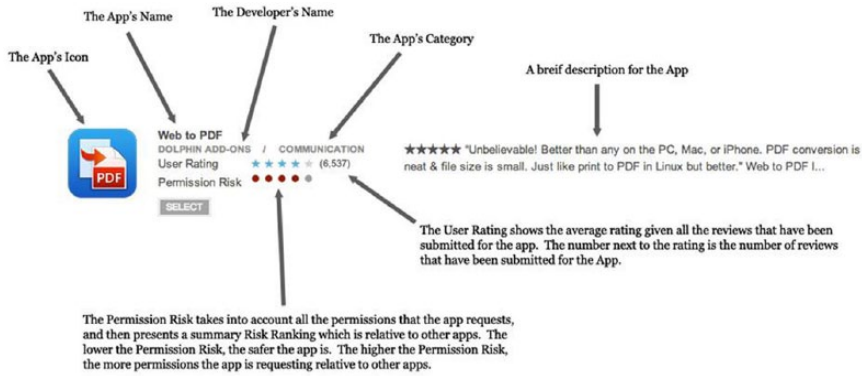 The App's Name
The Developer's Name
The App's Category
The App's Icon
A breif description for the App
Web to PDF
DOLPHIN ADD-ONS / COMMUNICATION
User Rating ★★★★★ (6,537)
Permission Risk
SELECT
PDF
★★★★★ "Unbelievable! Better than any on the PC, Mac, or iPhone. PDF conversion is
neat & file size is small. Just like print to PDF in Linux but better." Web to PDF I...
The User Rating shows the average rating given all the reviews that have been
submitted for the app. The number next to the rating is the number of reviews
that have been submitted for the App.
The Permission Risk takes into account all the permissions that the app requests,
and then presents a summary Risk Ranking which is relative to other apps. The
lower the Permission Risk, the safer the app is. The higher the Permission Risk,
the more permissions the app is requesting relative to other apps.